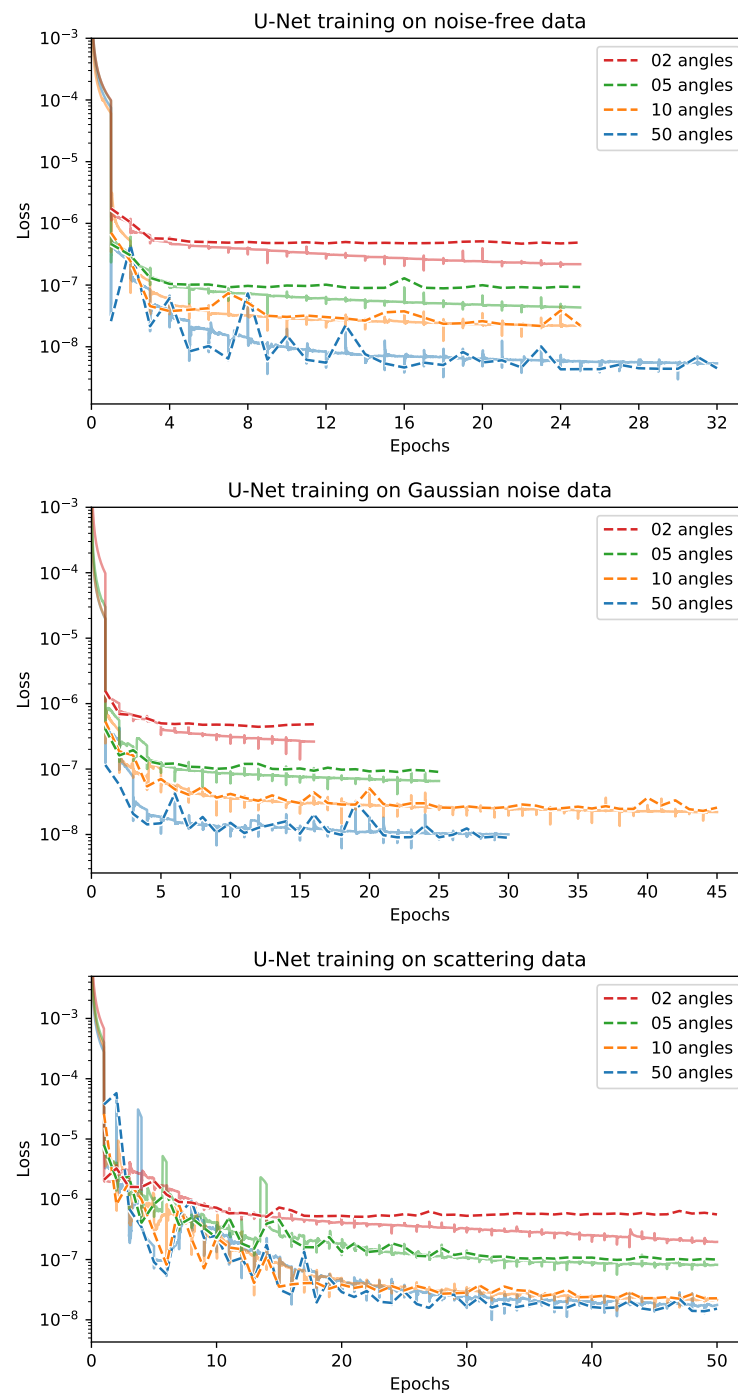 U-Net training on noise-free data
02 angles
05 angles
10 angles
50 angles
Loss
10⁻³
10⁻⁴
10⁻⁵
10⁻⁶
10⁻⁷
10⁻⁸
0 4 8 12 16 20 24 28 32
Epochs
U-Net training on Gaussian noise data
02 angles
05 angles
10 angles
50 angles
Loss
10⁻³
10⁻⁴
10⁻⁵
10⁻⁶
10⁻⁷
10⁻⁸
0 5 10 15 20 25 30 35 40 45
Epochs
U-Net training on scattering data
02 angles
05 angles
10 angles
50 angles
Loss
10⁻³
10⁻⁴
10⁻⁵
10⁻⁶
10⁻⁷
10⁻⁸
0 10 20 30 40 50
Epochs